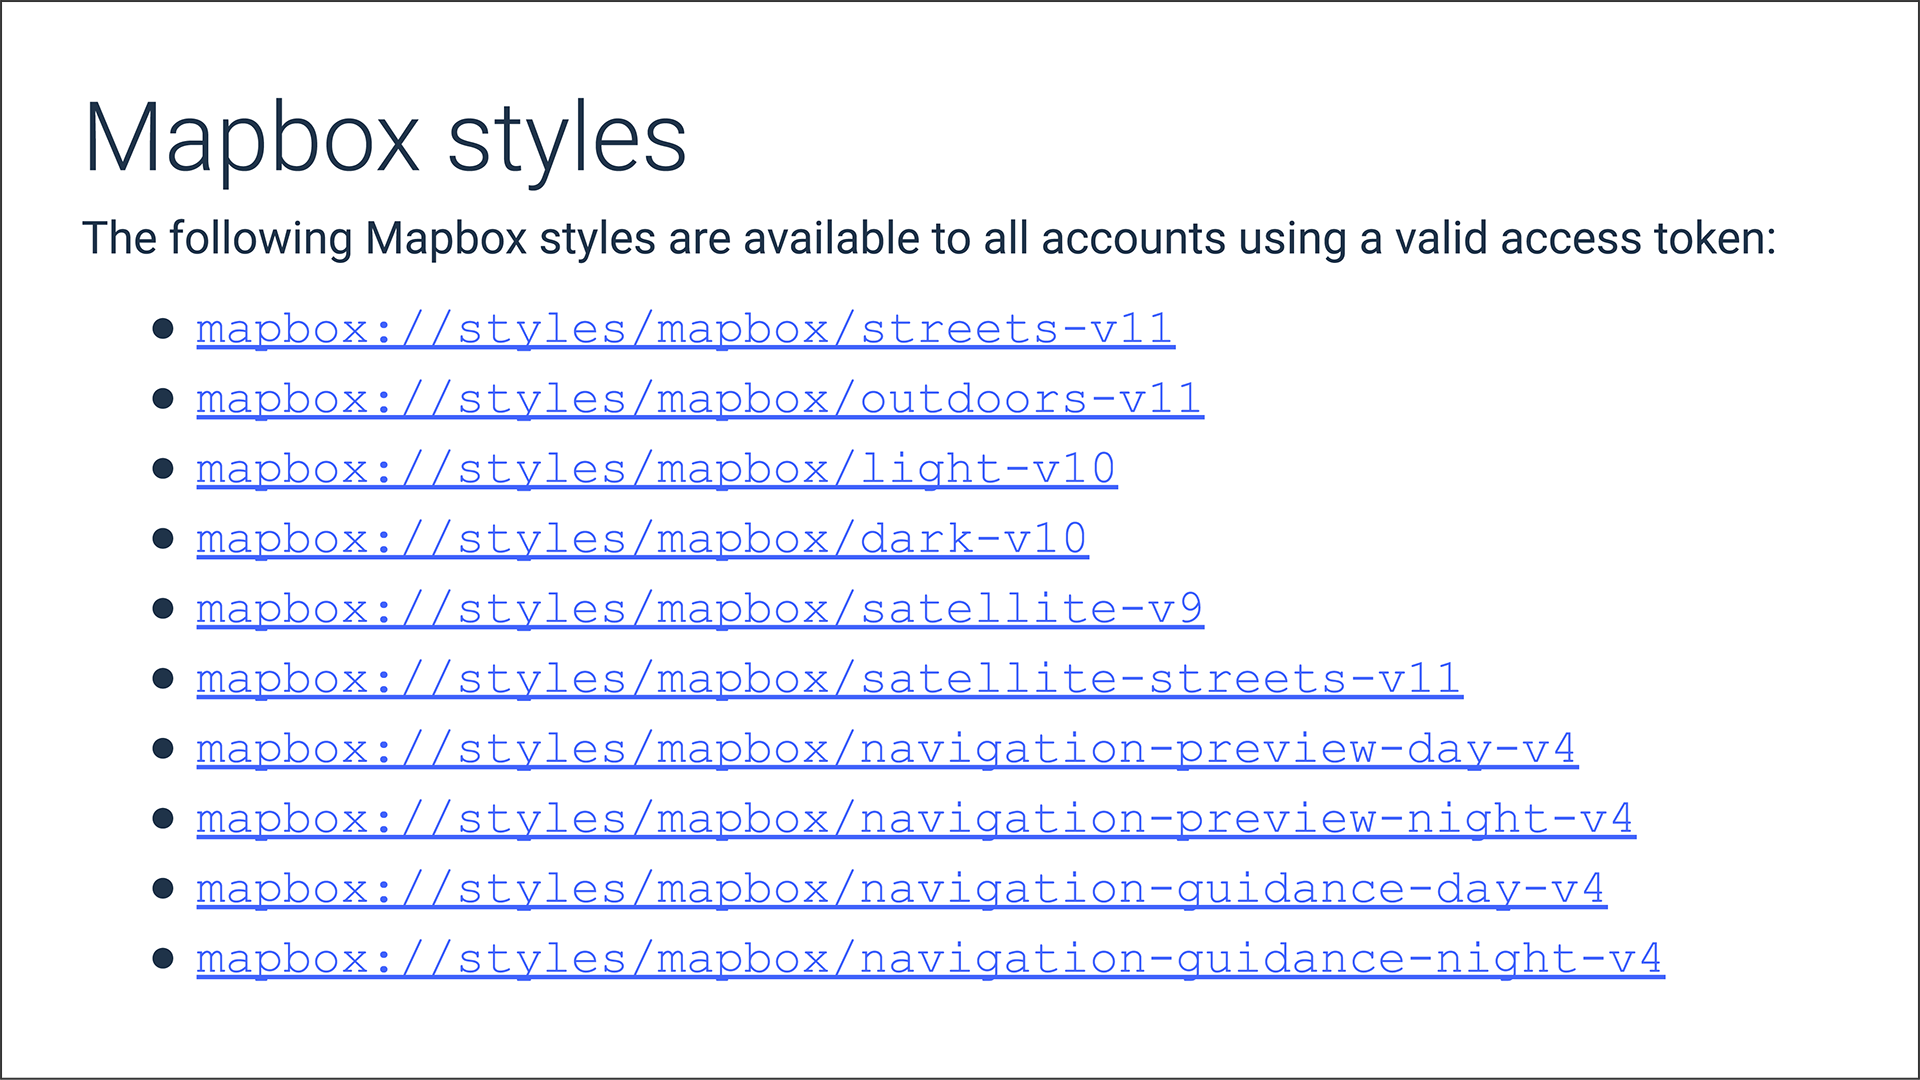 Mapbox styles
The following Mapbox styles are available to all accounts using a valid access token:
● mapbox://styles/mapbox/streets-v11
● mapbox://styles/mapbox/outdoors-v11
● mapbox://styles/mapbox/light-v10
● mapbox://styles/mapbox/dark-v10
● mapbox://styles/mapbox/satellite-v9
● mapbox://styles/mapbox/satellite-streets-v11
● mapbox://styles/mapbox/navigation-preview-day-v4
● mapbox://styles/mapbox/navigation-preview-night-v4
● mapbox://styles/mapbox/navigation-guidance-day-v4
● mapbox://styles/mapbox/navigation-guidance-night-v4